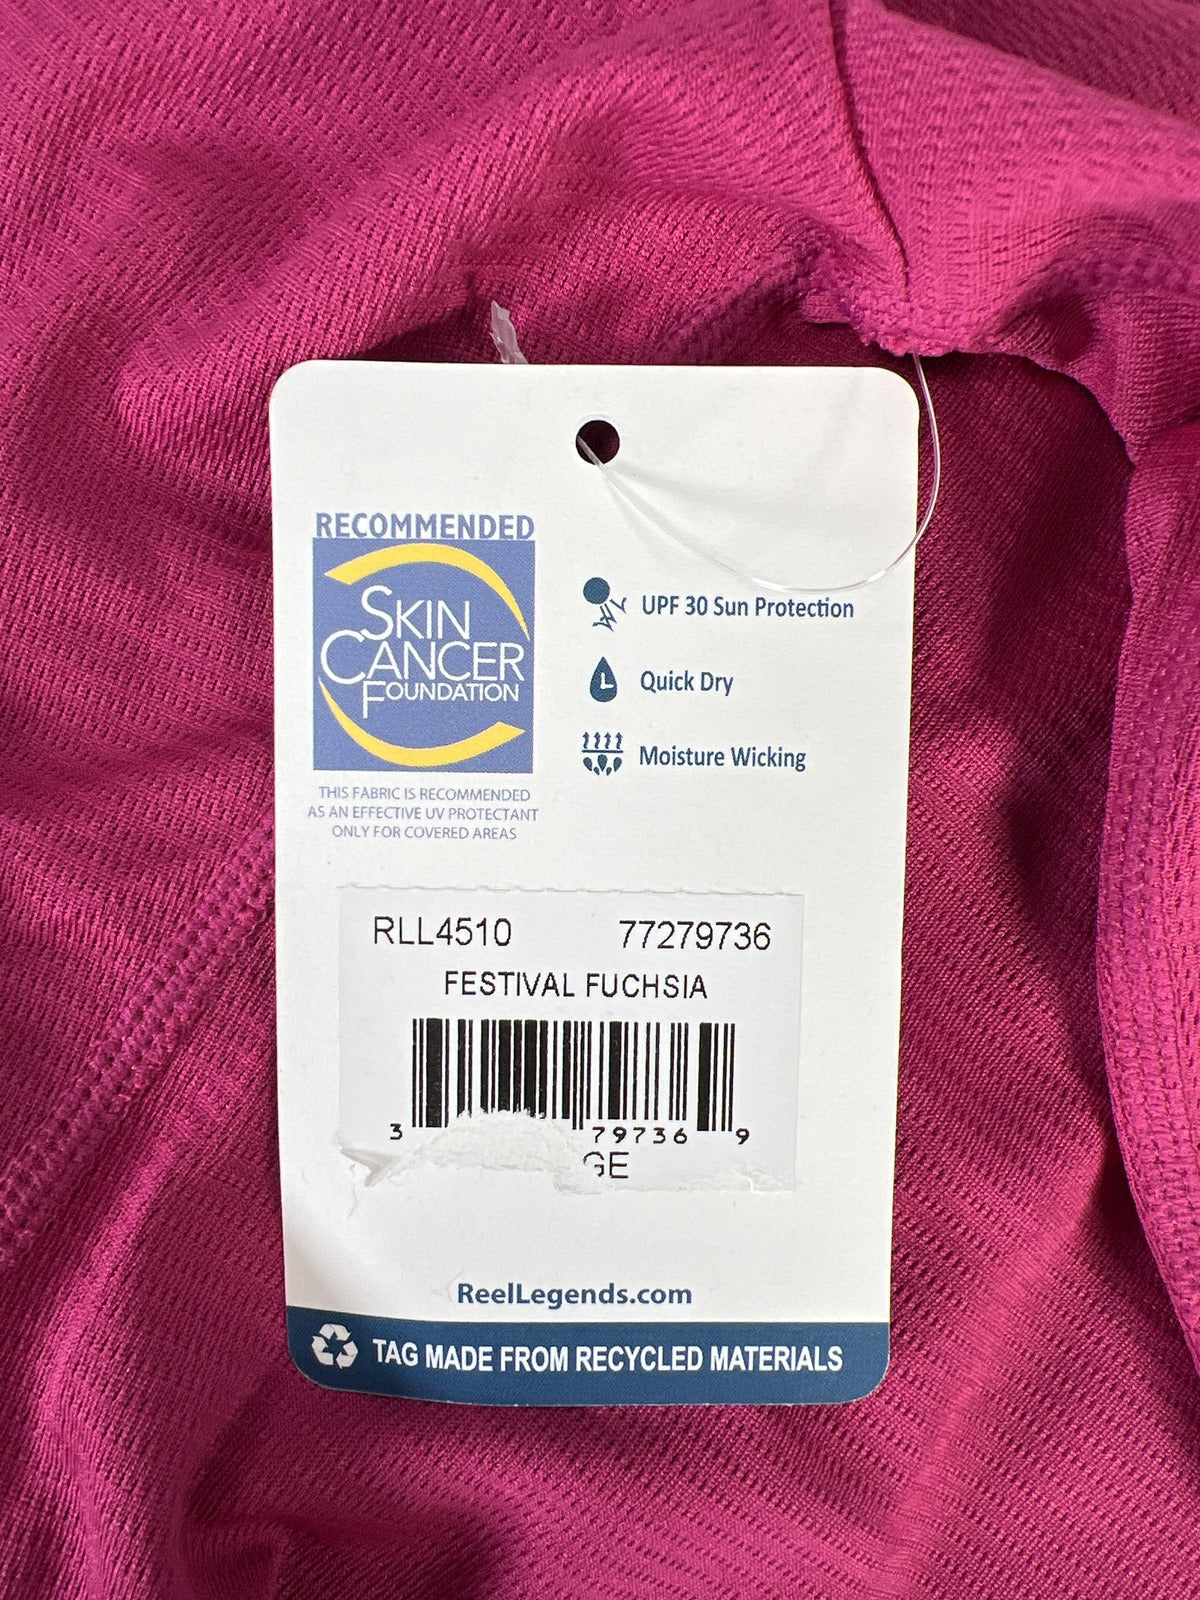 RECOMMENDED
SKIN
CANCER
FOUNDATION
THIS FABRIC IS RECOMMENDED
AS AN EFFECTIVE UV PROTECTANT
ONLY FOR COVERED AREAS
UPF 30 Sun Protection
Quick Dry
Moisture Wicking
RLL4510 77279736
FESTIVAL FUCHSIA
3 79736 9
GE
ReelLegends.com
TAG MADE FROM RECYCLED MATERIALS